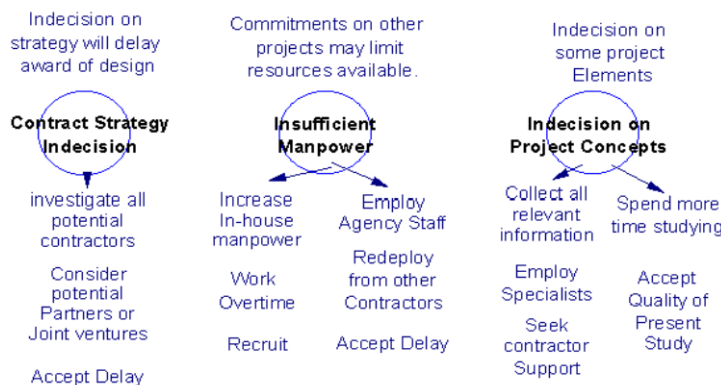 Indecision on
strategy will delay
award of design
Contract Strategy
Indecision
investigate all
potential
contractors
Consider
potential
Partners or
Joint ventures
Accept Delay
Commitments on other
projects may limit
resources available.
Insufficient
Manpower
Increase
In-house
manpower
Work
Overtime
Recruit
Employ
Agency Staff
Redeploy
from other
Contractors
Accept Delay
Indecision on
some project
Elements
Indecision on
Project Concepts
Collect all
relevant
information
Employ
Specialists
Seek
contractor
Support
Spend more
time studying
Accept
Quality of
Present
Study